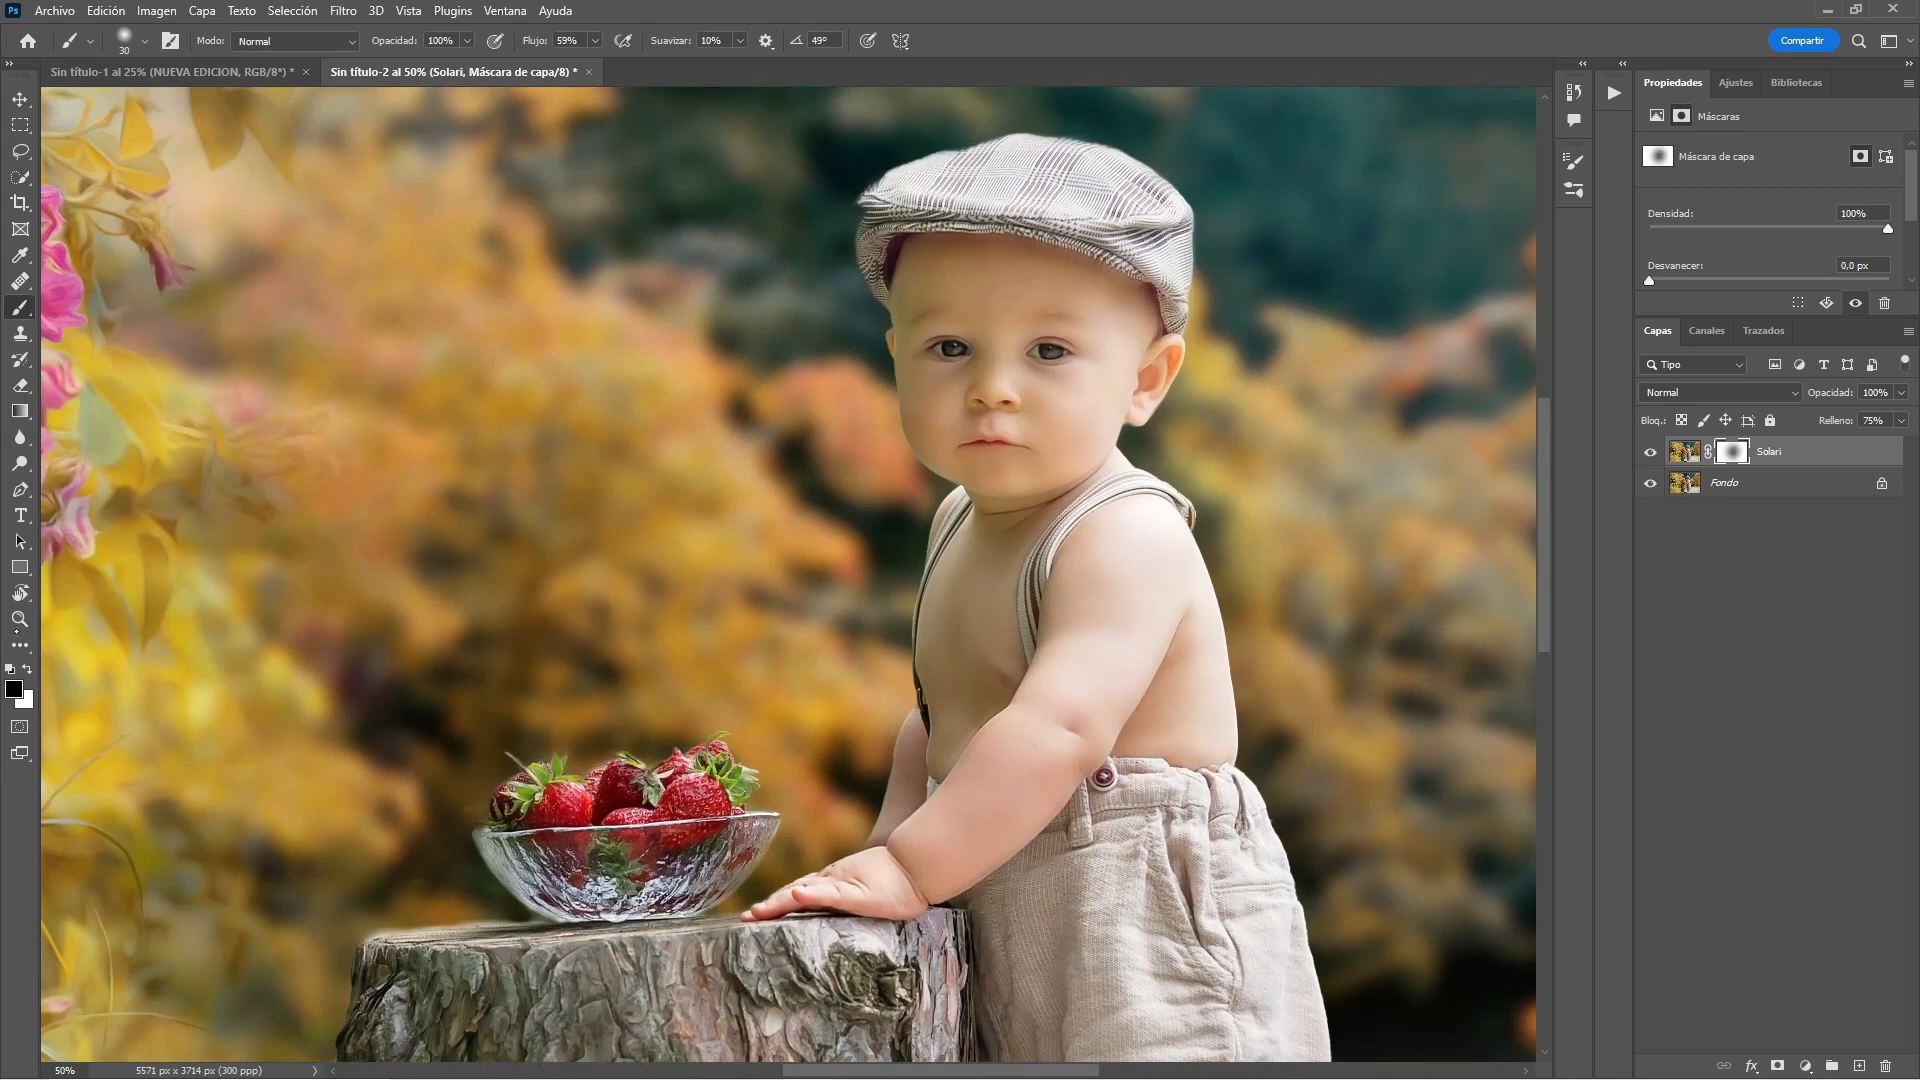 Ps Archivo Edición Imagen Capa Texto Selección Filtro 3D Vista Plugins Ventana Ayuda
30 Modo: Normal Opacidad: 100% Flujo: 59% Suavizar: 10% 49° Compartir
Sin título-1 al 25% (NUEVA EDICION, RGB/8*) * × Sin título-2 al 50% (Solari, Máscara de capa/8) * ×
Propiedades Ajustes Bibliotecas
Máscaras
Máscara de capa
Densidad: 100%
Desvanecer: 0,0 px
Capas Canales Trazados
Tipo
Normal Opacidad: 100%
Bloq.: Relleno: 75%
Solari
Fondo
50% 5571 px x 3714 px (300 ppp)